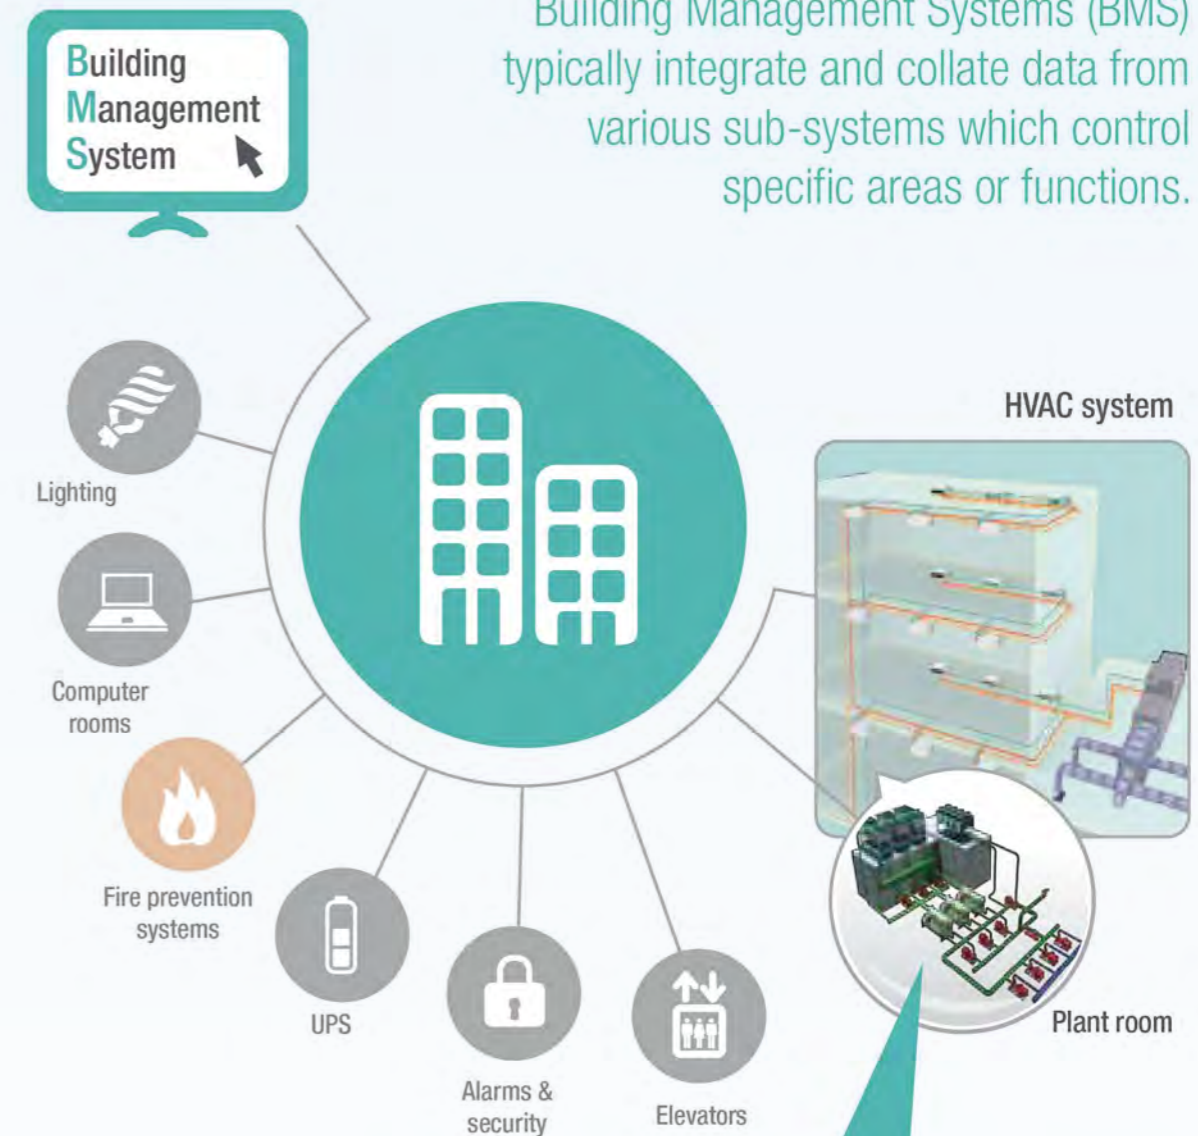 Building
Management
System
Building Management Systems (BMS)
typically integrate and collate data from
various sub-systems which control
specific areas or functions.
HVAC system
Lighting
Computer
rooms
Fire prevention
systems
UPS
Alarms &
security
Elevators
Plant room